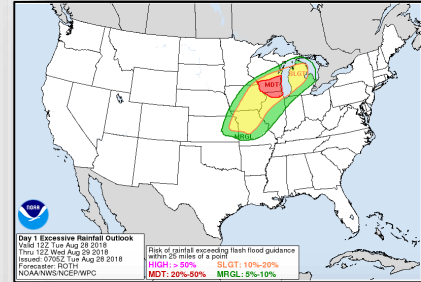 SLGT
MDT
MRGL
NOAA
Day 1 Excessive Rainfall Outlook
Valid 12Z Tue Aug 28 2018
Thru 12Z Wed Aug 29 2018
Issued: 0705Z Tue Aug 28 2018
Forecaster: ROTH
NOAA/NWS/NCEP/WPC
Risk of rainfall exceeding flash flood guidance
within 25 miles of a point
HIGH: > 50% SLGT: 10%-20%
MDT: 20%-50% MRGL: 5%-10%